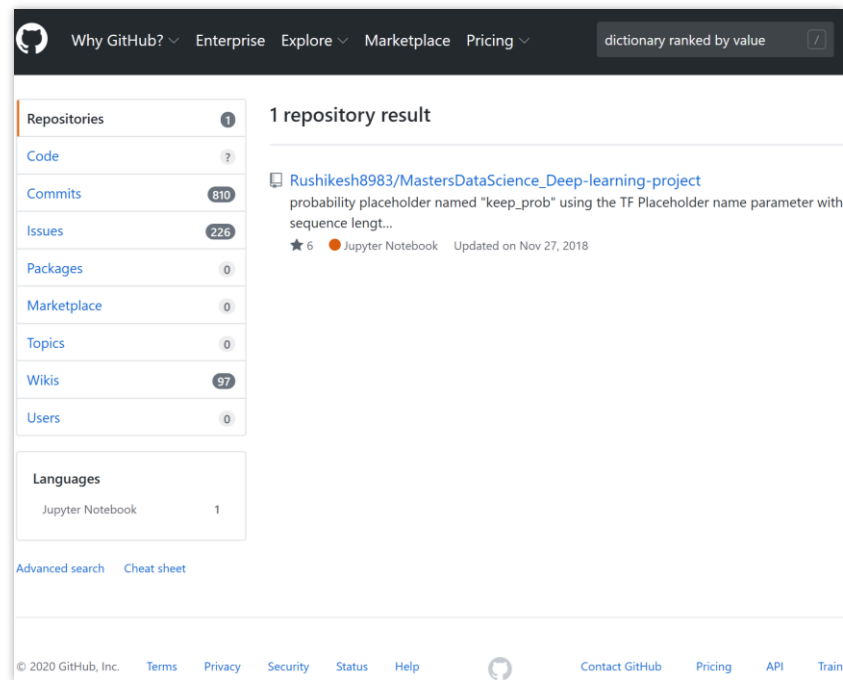 Why GitHub? Enterprise Explore Marketplace Pricing dictionary ranked by value /
Repositories 1
Code ?
Commits 810
Issues 226
Packages 0
Marketplace 0
Topics 0
Wikis 97
Users 0
Languages
Jupyter Notebook 1
Advanced search Cheat sheet
1 repository result
Rushikesh8983/MastersDataScience_Deep-learning-project
probability placeholder named "keep_prob" using the TF Placeholder name parameter with
sequence lengt...
6 Jupyter Notebook Updated on Nov 27, 2018
© 2020 GitHub, Inc. Terms Privacy Security Status Help Contact GitHub Pricing API Train